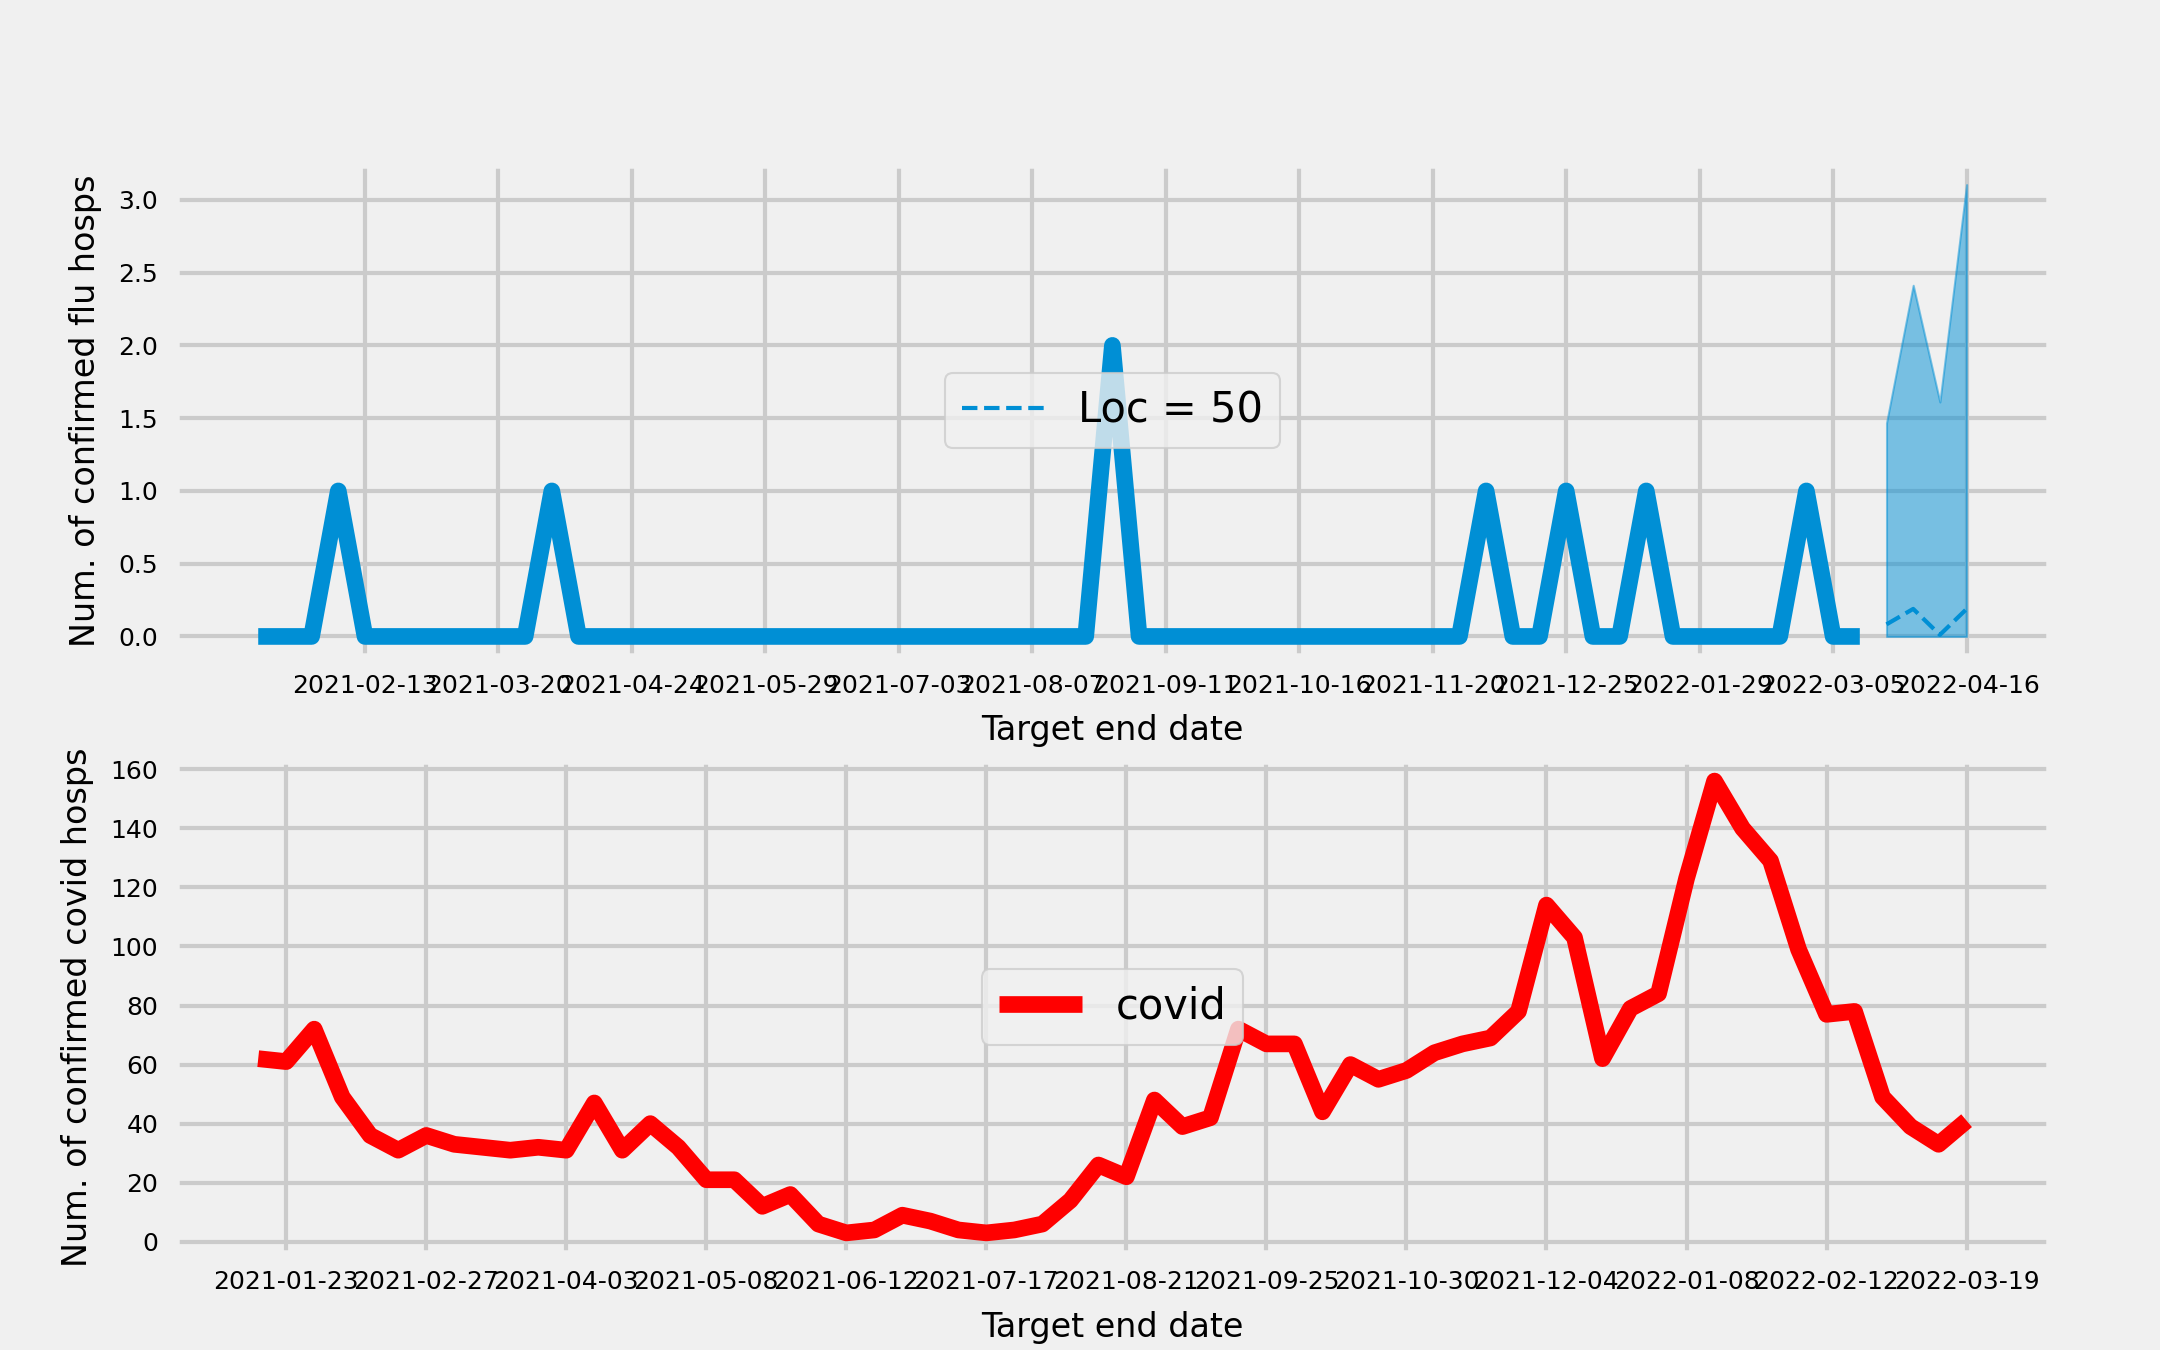 Num. of confirmed flu hosps
3.0
2.5
2.0
1.5
1.0
0.5
0.0
Loc = 50
2021-02-13 2021-03-20 2021-04-24 2021-05-29 2021-07-03 2021-08-07 2021-09-11 2021-10-16 2021-11-20 2021-12-25 2022-01-29 2022-03-05 2022-04-16
Target end date
Num. of confirmed covid hosps
160
140
120
100
80
60
40
20
0
covid
2021-01-23 2021-02-27 2021-04-03 2021-05-08 2021-06-12 2021-07-17 2021-08-21 2021-09-25 2021-10-30 2021-12-04 2022-01-08 2022-02-12 2022-03-19
Target end date